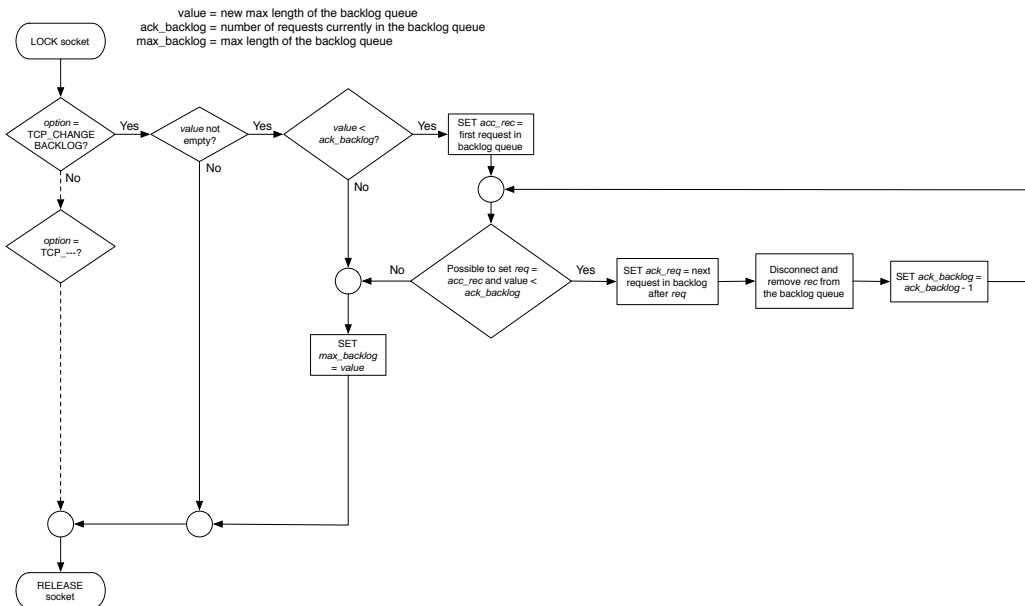 value = new max length of the backlog queue
ack_backlog = number of requests currently in the backlog queue
max_backlog = max length of the backlog queue
LOCK socket
option =
TCP_CHANGE
BACKLOG?
Yes
No
value not
empty?
Yes
No
value <
ack_backlog?
Yes
No
SET acc_rec =
first request in
backlog queue
option =
TCP_---?
Possible to set req =
acc_rec and value <
ack_backlog
No
Yes
SET ack_req = next
request in backlog
after req
Disconnect and
remove rec from
the backlog queue
SET ack_backlog =
ack_backlog - 1
SET
max_backlog
= value
RELEASE
socket